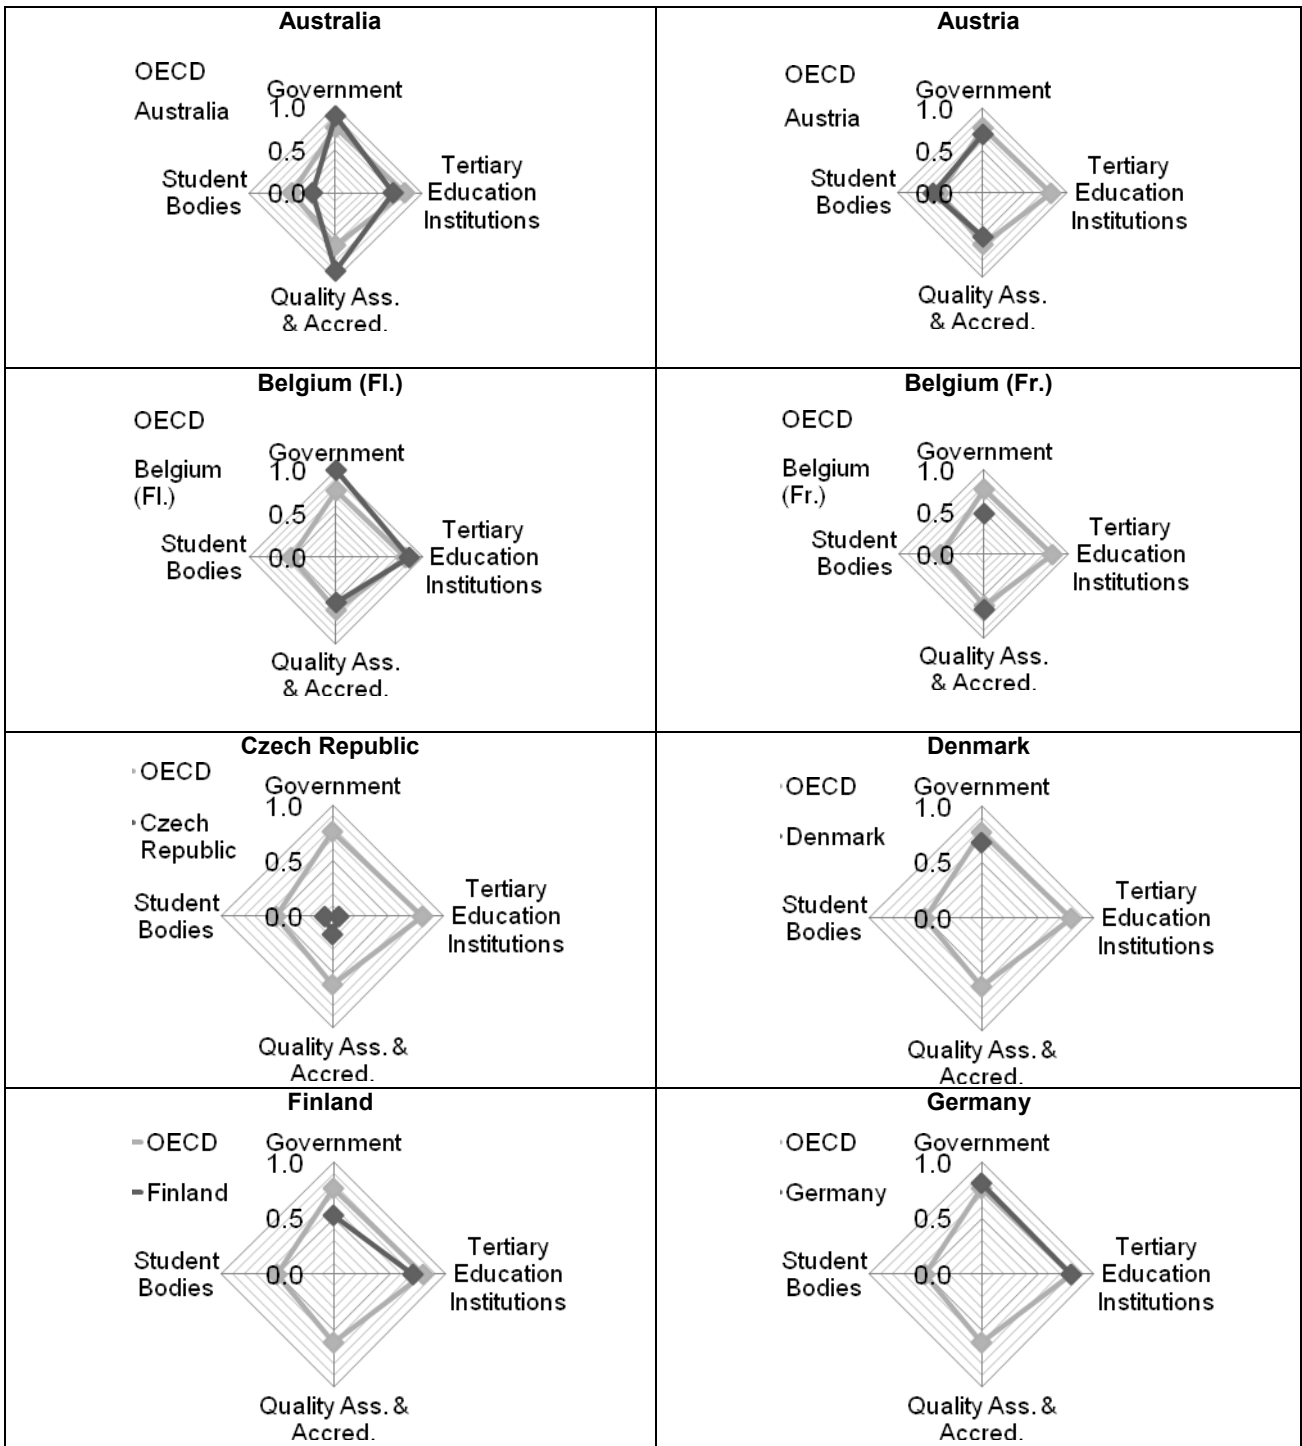 Australia
OECD
Australia
Government
1.0
0.5
0.0
Student
Bodies
Tertiary
Education
Institutions
Quality Ass.
& Accred.
Austria
OECD
Austria
Government
1.0
0.5
0.0
Student
Bodies
Tertiary
Education
Institutions
Quality Ass.
& Accred.
Belgium (Fl.)
OECD
Belgium
(Fl.)
Government
1.0
0.5
0.0
Student
Bodies
Tertiary
Education
Institutions
Quality Ass.
& Accred.
Belgium (Fr.)
OECD
Belgium
(Fr.)
Government
1.0
0.5
0.0
Student
Bodies
Tertiary
Education
Institutions
Quality Ass.
& Accred.
Czech Republic
OECD
Czech
Republic
Government
1.0
0.5
0.0
Student
Bodies
Tertiary
Education
Institutions
Quality Ass. &
Accred.
Denmark
OECD
Denmark
Government
1.0
0.5
0.0
Student
Bodies
Tertiary
Education
Institutions
Quality Ass. &
Accred.
Finland
OECD
Finland
Government
1.0
0.5
0.0
Student
Bodies
Tertiary
Education
Institutions
Quality Ass. &
Accred.
Germany
OECD
Germany
Government
1.0
0.5
0.0
Student
Bodies
Tertiary
Education
Institutions
Quality Ass. &
Accred.